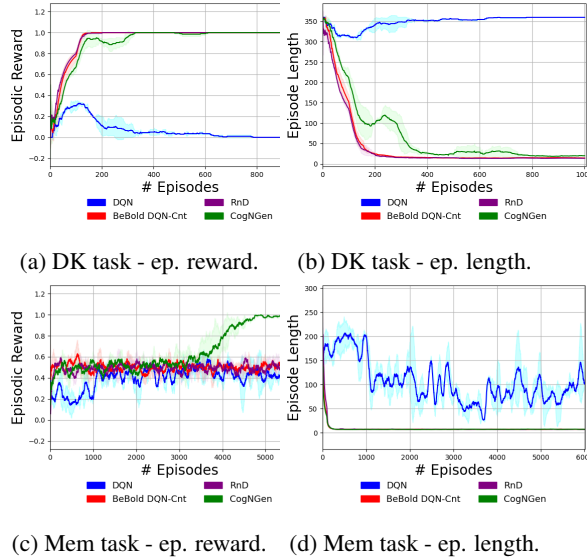 1.2
1.0
0.8
0.6
0.4
0.2
0.0
−0.2
Episodic Reward
0 200 400 600 800
# Episodes
DQN RnD
BeBold DQN-Cnt CogNGen
350
300
250
200
150
100
50
0
Episode Length
0 200 400 600 800 1000
# Episodes
DQN RnD
BeBold DQN-Cnt CogNGen
(a) DK task - ep. reward. (b) DK task - ep. length.
1.2
1.0
0.8
0.6
0.4
0.2
0.0
−0.2
Episodic Reward
0 1000 2000 3000 4000 5000
# Episodes
DQN RnD
BeBold DQN-Cnt CogNGen
300
250
200
150
100
50
0
Episode Length
0 1000 2000 3000 4000 5000 6000
# Episodes
DQN RnD
BeBold DQN-Cnt CogNGen
(c) Mem task - ep. reward. (d) Mem task - ep. length.